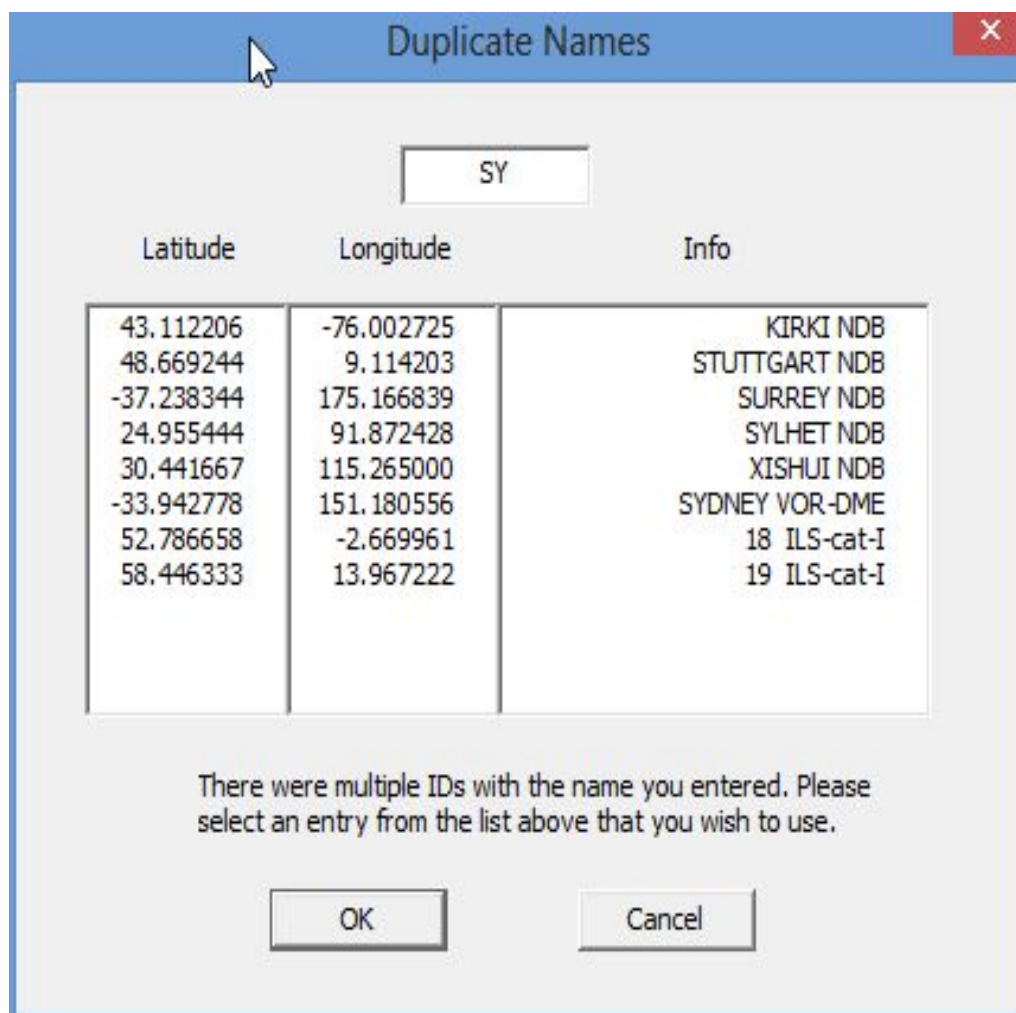 Duplicate Names
SY
Latitude Longitude Info
43.112206 -76.002725 KIRKI NDB
48.669244 9.114203 STUTTGART NDB
-37.238344 175.166839 SURREY NDB
24.955444 91.872428 SYLHET NDB
30.441667 115.265000 XISHUI NDB
-33.942778 151.180556 SYDNEY VOR-DME
52.786658 -2.669961 18 ILS-cat-I
58.446333 13.967222 19 ILS-cat-I
There were multiple IDs with the name you entered. Please
select an entry from the list above that you wish to use.
OK Cancel